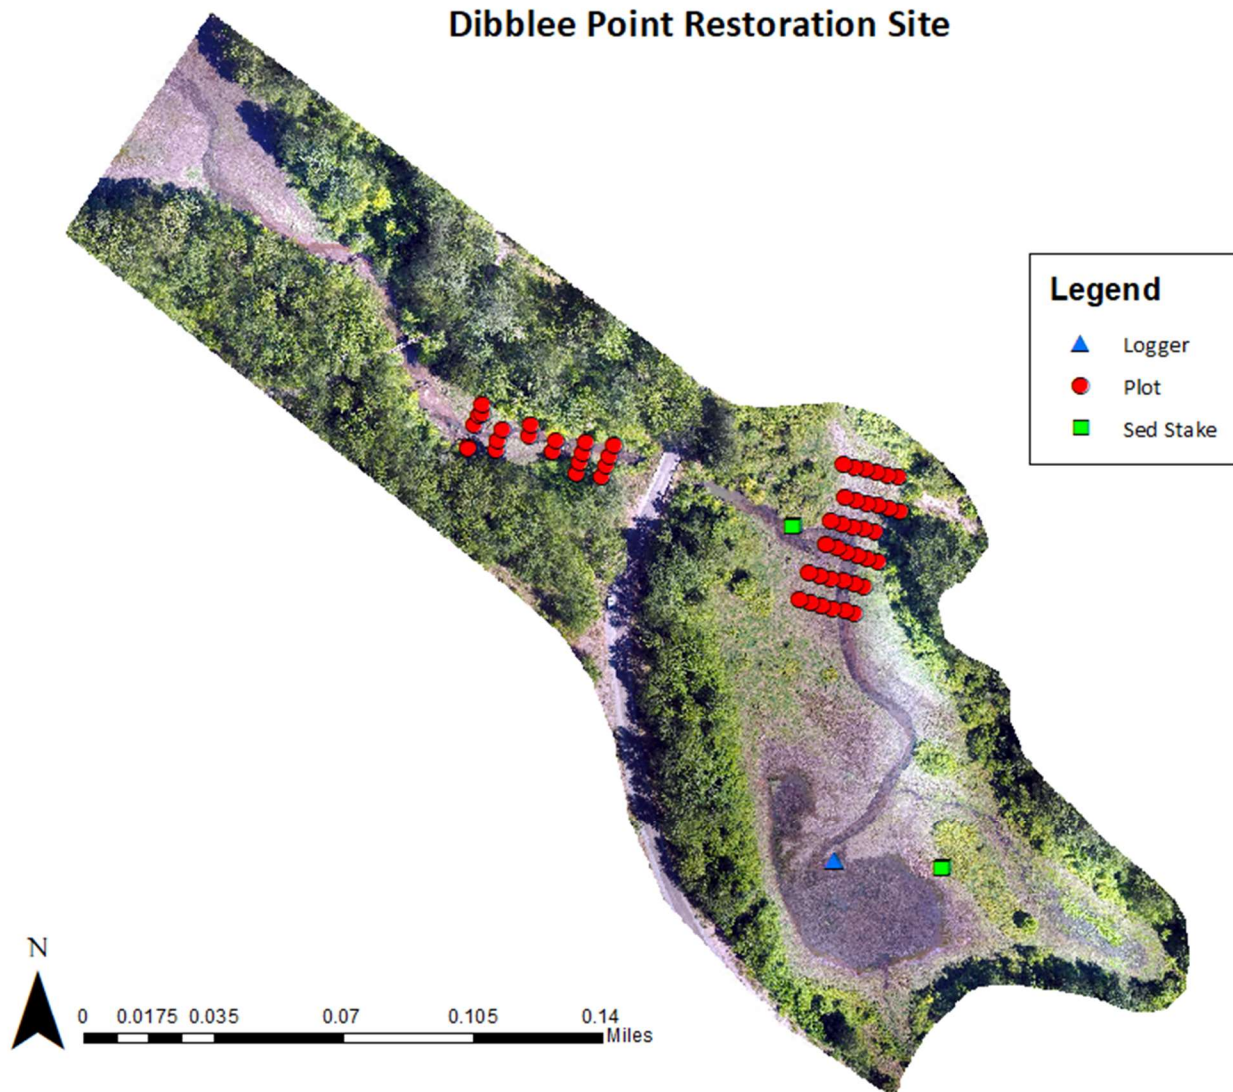 Dibblee Point Restoration Site
Legend
Logger
Plot
Sed Stake
N
0 0.0175 0.035 0.07 0.105 0.14
Miles